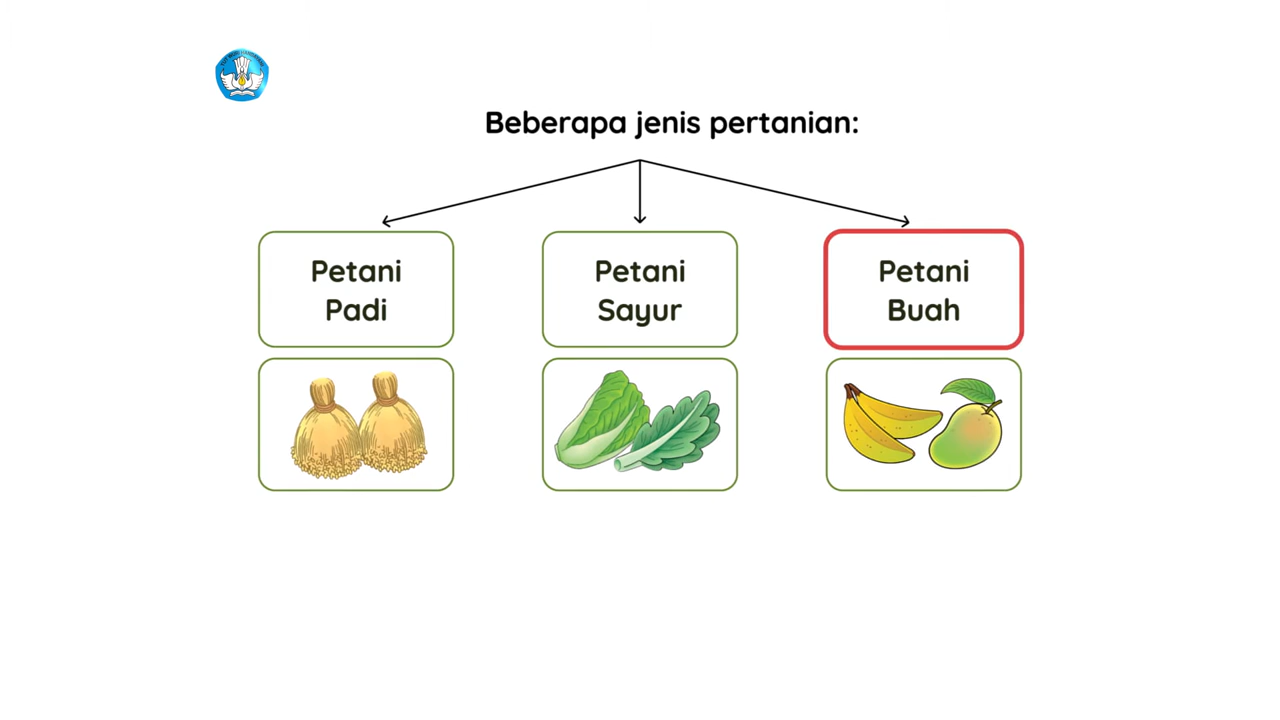 Beberapa jenis pertanian:
Petani
Padi
Petani
Sayur
Petani
Buah